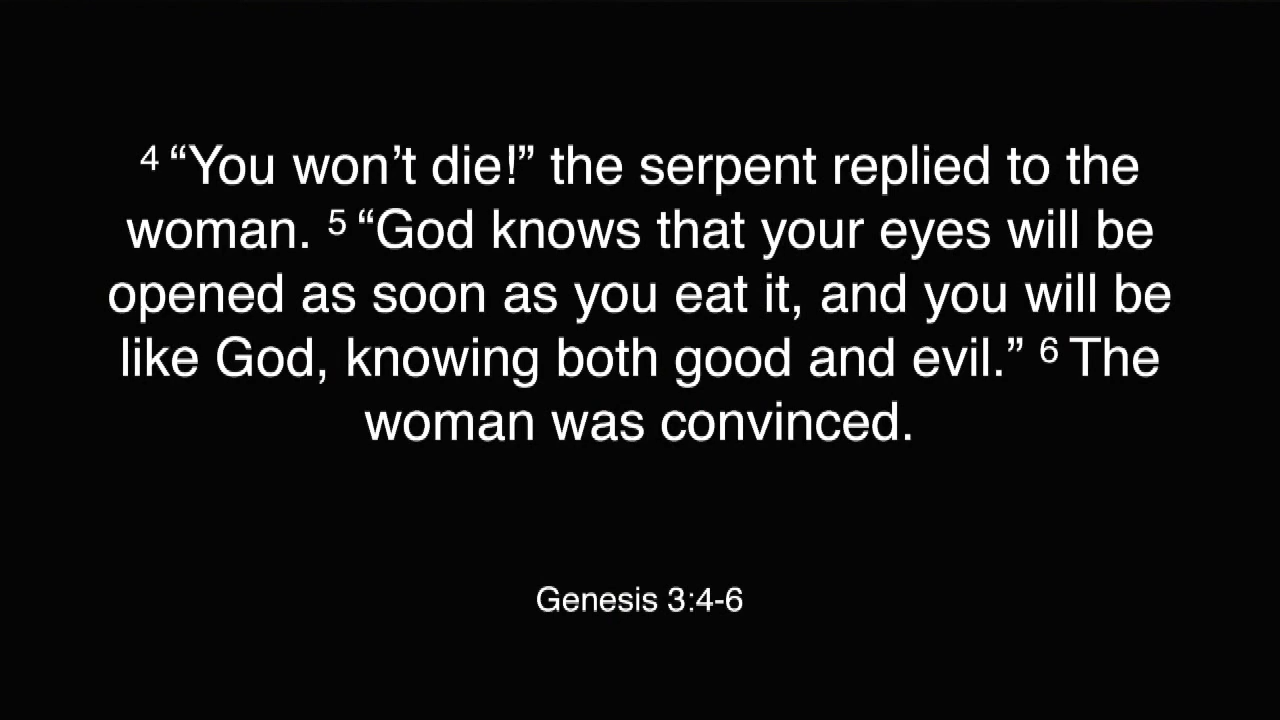 ⁴ “You won’t die!” the serpent replied to the
woman. ⁵ “God knows that your eyes will be
opened as soon as you eat it, and you will be
like God, knowing both good and evil.” ⁶ The
woman was convinced.
Genesis 3:4-6